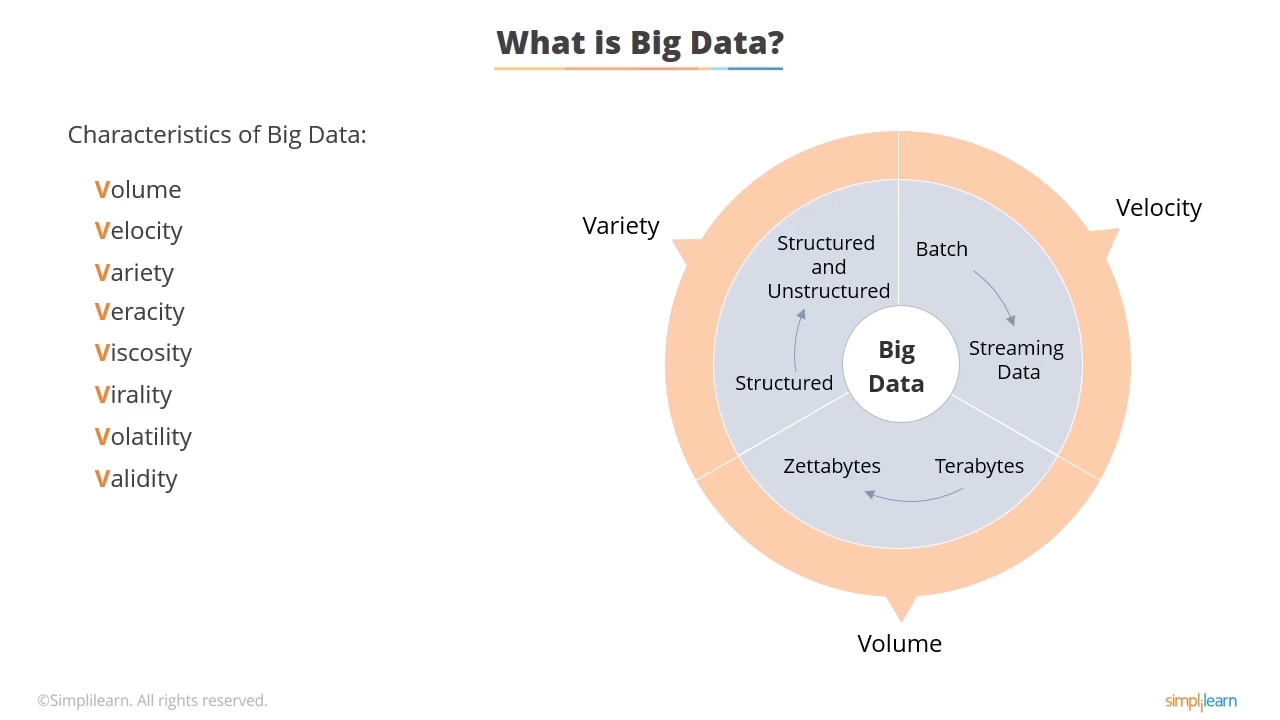 What is Big Data?
Characteristics of Big Data:
Volume
Velocity
Variety
Veracity
Viscosity
Virality
Volatility
Validity
Variety
Velocity
Structured
and
Unstructured
Batch
Streaming
Data
Big
Data
Structured
Zettabytes
Terabytes
Volume
©Simplilearn. All rights reserved.
simplilearn